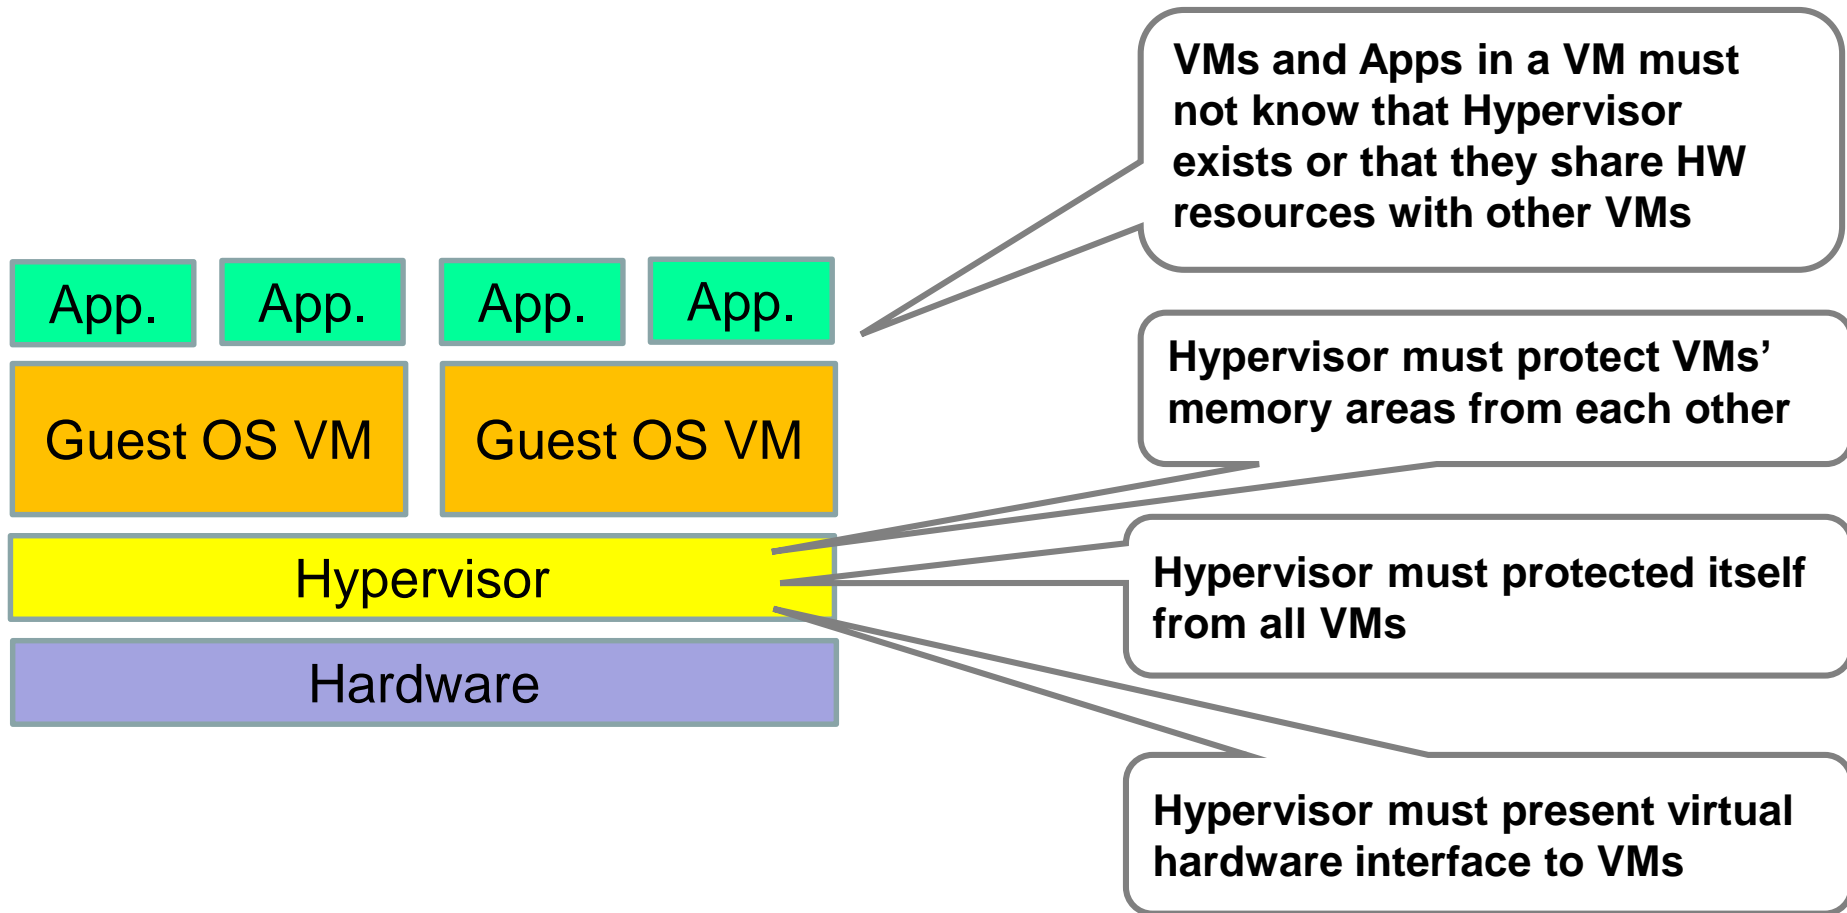 VMs and Apps in a VM must
not know that Hypervisor
exists or that they share HW
resources with other VMs
App.
App.
App.
App.
Hypervisor must protect VMs’
memory areas from each other
Guest OS VM
Guest OS VM
Hypervisor
Hypervisor must protected itself
from all VMs
Hardware
Hypervisor must present virtual
hardware interface to VMs